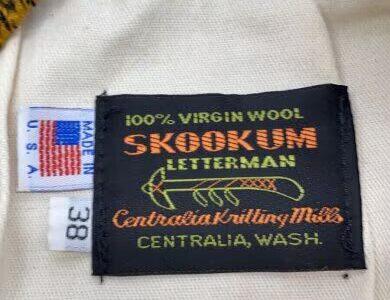 100% VIRGIN WOOL
SKOOKUM
LETTERMAN
Centralia Knitting Mills
CENTRALIA, WASH.
MADE IN
U.S.A.
38